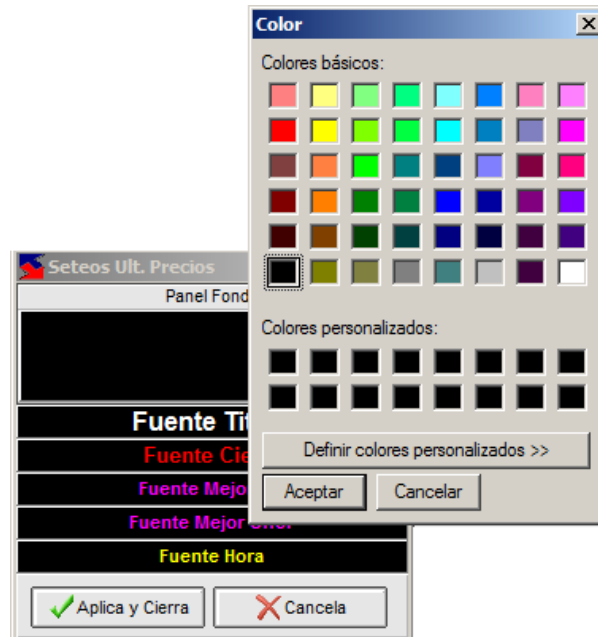 Color
Colores básicos:
Colores personalizados:
Definir colores personalizados >>
Aceptar
Cancelar
Seteos Ult. Precios
Panel Fond
Fuente Tit
Fuente Cie
Fuente Mejo
Fuente Mejor
Fuente Hora
Aplica y Cierra
Cancela